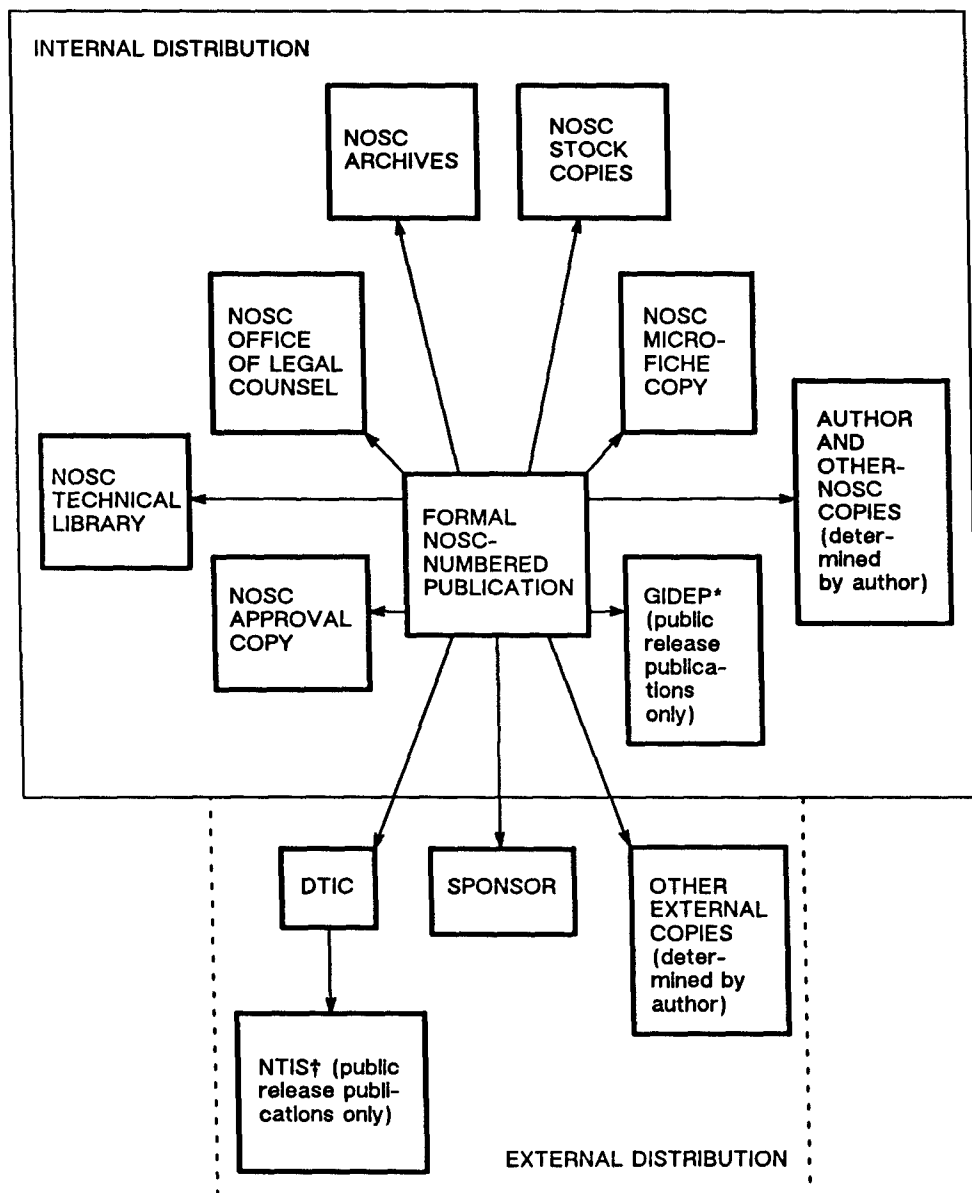 INTERNAL DISTRIBUTION
NOSC
ARCHIVES
NOSC
STOCK
COPIES
NOSC
OFFICE
OF LEGAL
COUNSEL
NOSC
MICRO-
FICHE
COPY
AUTHOR
AND
OTHER-
NOSC
COPIES
(deter-
mined
by author)
NOSC
TECHNICAL
LIBRARY
FORMAL
NOSC-
NUMBERED
PUBLICATION
NOSC
APPROVAL
COPY
GIDEP*
(public
release
publica-
tions
only)
DTIC
SPONSOR
OTHER
EXTERNAL
COPIES
(deter-
mined by
author)
NTIS† (public
release publi-
cations only)
EXTERNAL DISTRIBUTION